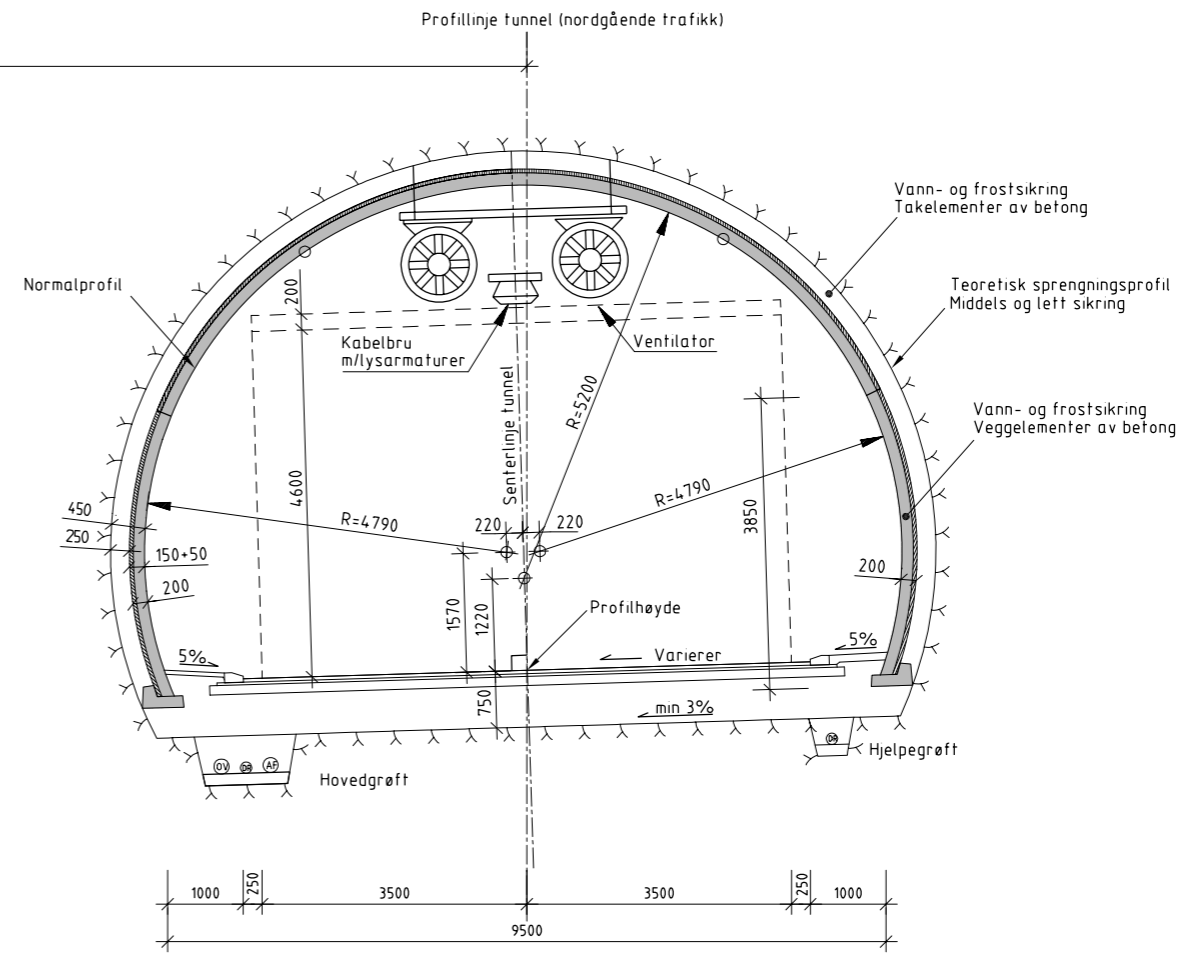 Profillinje tunnel (nordgående trafikk)
Vann- og frostsikring
Takelementer av betong
Normalprofil
Teoretisk sprengningsprofil
Middels og lett sikring
200
Kabelbru
m/lysarmaturer
Ventilator
Senterlinje tunnel
R=5200
Vann- og frostsikring
Veggelementer av betong
4600
R=4790
R=4790
3850
450
250
150+50
200
220
220
200
1570
1220
Profilhøyde
5%
Varierer
5%
750
min 3%
OV
DR
AF
Hovedgrøft
DR
Hjelpegrøft
1000
250
3500
3500
250
1000
9500